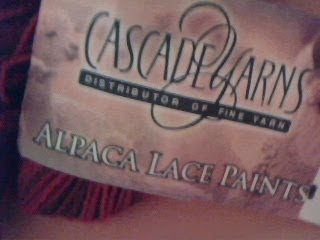 CASCADE YARNS
DISTRIBUTOR OF FINE YARN
ALPACA LACE PAINTS